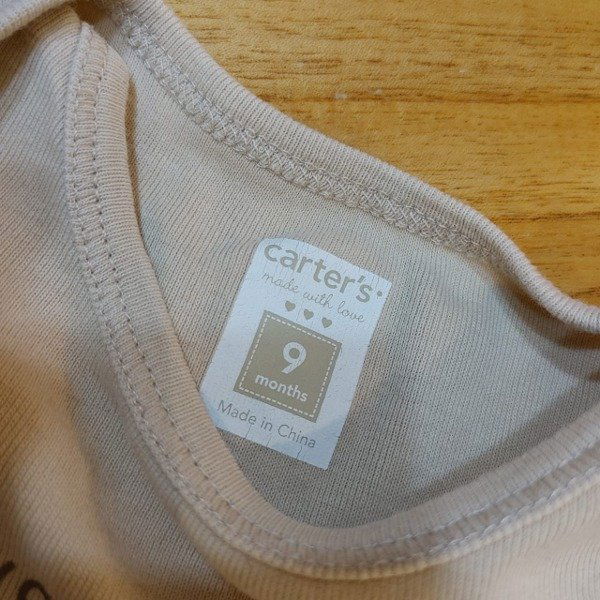 carter's
made with love
9
months
Made in China